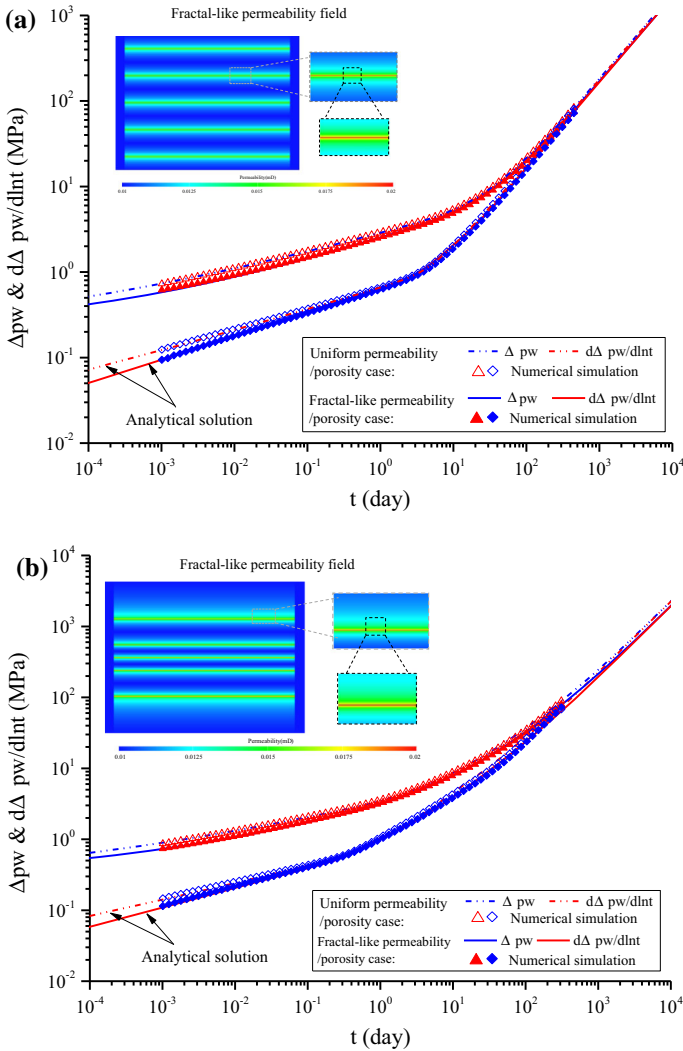 (a)
Fractal-like permeability field
Permeability(mD)
0.01 0.0125 0.015 0.0175 0.02
Δpw & dΔ pw/dlnt (MPa)
10^3
10^2
10^1
10^0
10^-1
10^-2
Analytical solution
Uniform permeability /porosity case: Δ pw dΔ pw/dlnt
Numerical simulation
Fractal-like permeability /porosity case: Δ pw dΔ pw/dlnt
Numerical simulation
10^-4 10^-3 10^-2 10^-1 10^0 10^1 10^2 10^3 10^4
t (day)
(b)
Fractal-like permeability field
Permeability(mD)
0.01 0.0125 0.015 0.0175 0.02
Δpw & dΔ pw/dlnt (MPa)
10^4
10^3
10^2
10^1
10^0
10^-1
10^-2
Analytical solution
Uniform permeability /porosity case: Δ pw dΔ pw/dlnt
Numerical simulation
Fractal-like permeability /porosity case: Δ pw dΔ pw/dlnt
Numerical simulation
10^-4 10^-3 10^-2 10^-1 10^0 10^1 10^2 10^3 10^4
t (day)